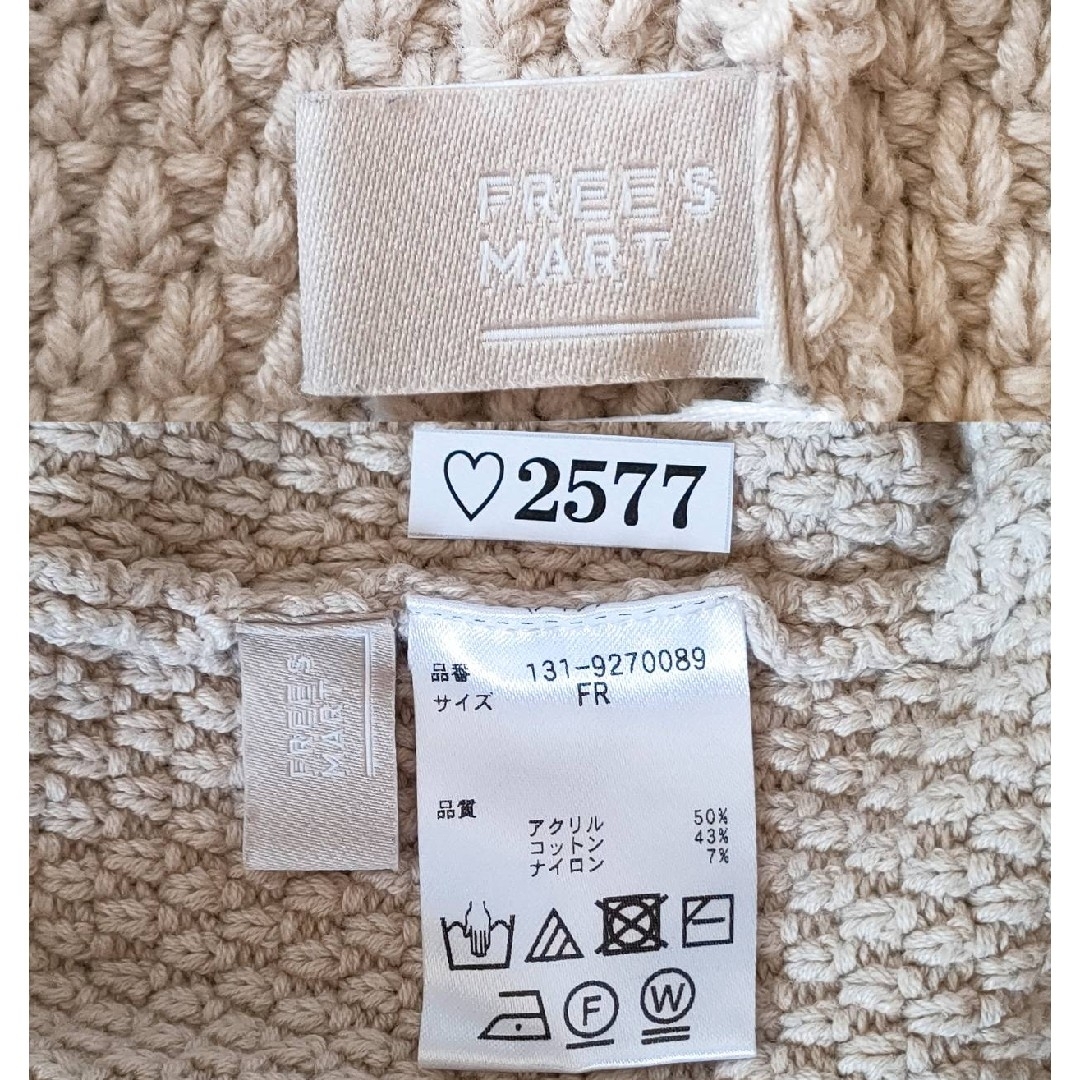 FREE'S
MART
♡2577
FREE'S
MART
品番 131-9270089
サイズ FR
品質
アクリル 50%
コットン 43%
ナイロン 7%
F W